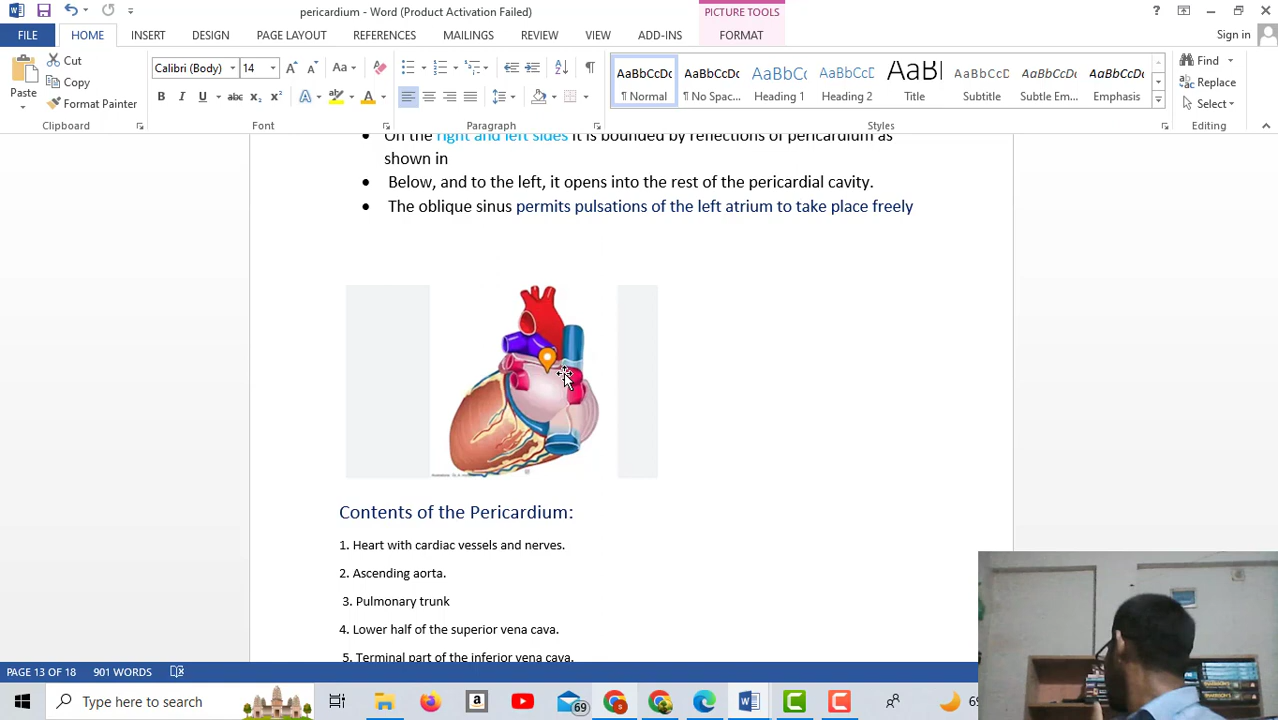 pericardium - Word (Product Activation Failed)
PICTURE TOOLS
?
FILE HOME INSERT DESIGN PAGE LAYOUT REFERENCES MAILINGS REVIEW VIEW ADD-INS FORMAT Sign in
Paste
Cut
Copy
Format Painter
Clipboard
Calibri (Body) 14
Font
Paragraph
AaBbCcDc AaBbCcDc AaBbCc AaBbCcC AaBl AaBbCcC AaBbCcDc AaBbCcDc
¶ Normal ¶ No Spac... Heading 1 Heading 2 Title Subtitle Subtle Em... Emphasis
Styles
Find
Replace
Select
Editing
On the right and left sides it is bounded by reflections of pericardium as
shown in
Below, and to the left, it opens into the rest of the pericardial cavity.
The oblique sinus permits pulsations of the left atrium to take place freely
Contents of the Pericardium:
1. Heart with cardiac vessels and nerves.
2. Ascending aorta.
3. Pulmonary trunk
4. Lower half of the superior vena cava.
5. Terminal part of the inferior vena cava.
PAGE 13 OF 18 901 WORDS
Type here to search
69